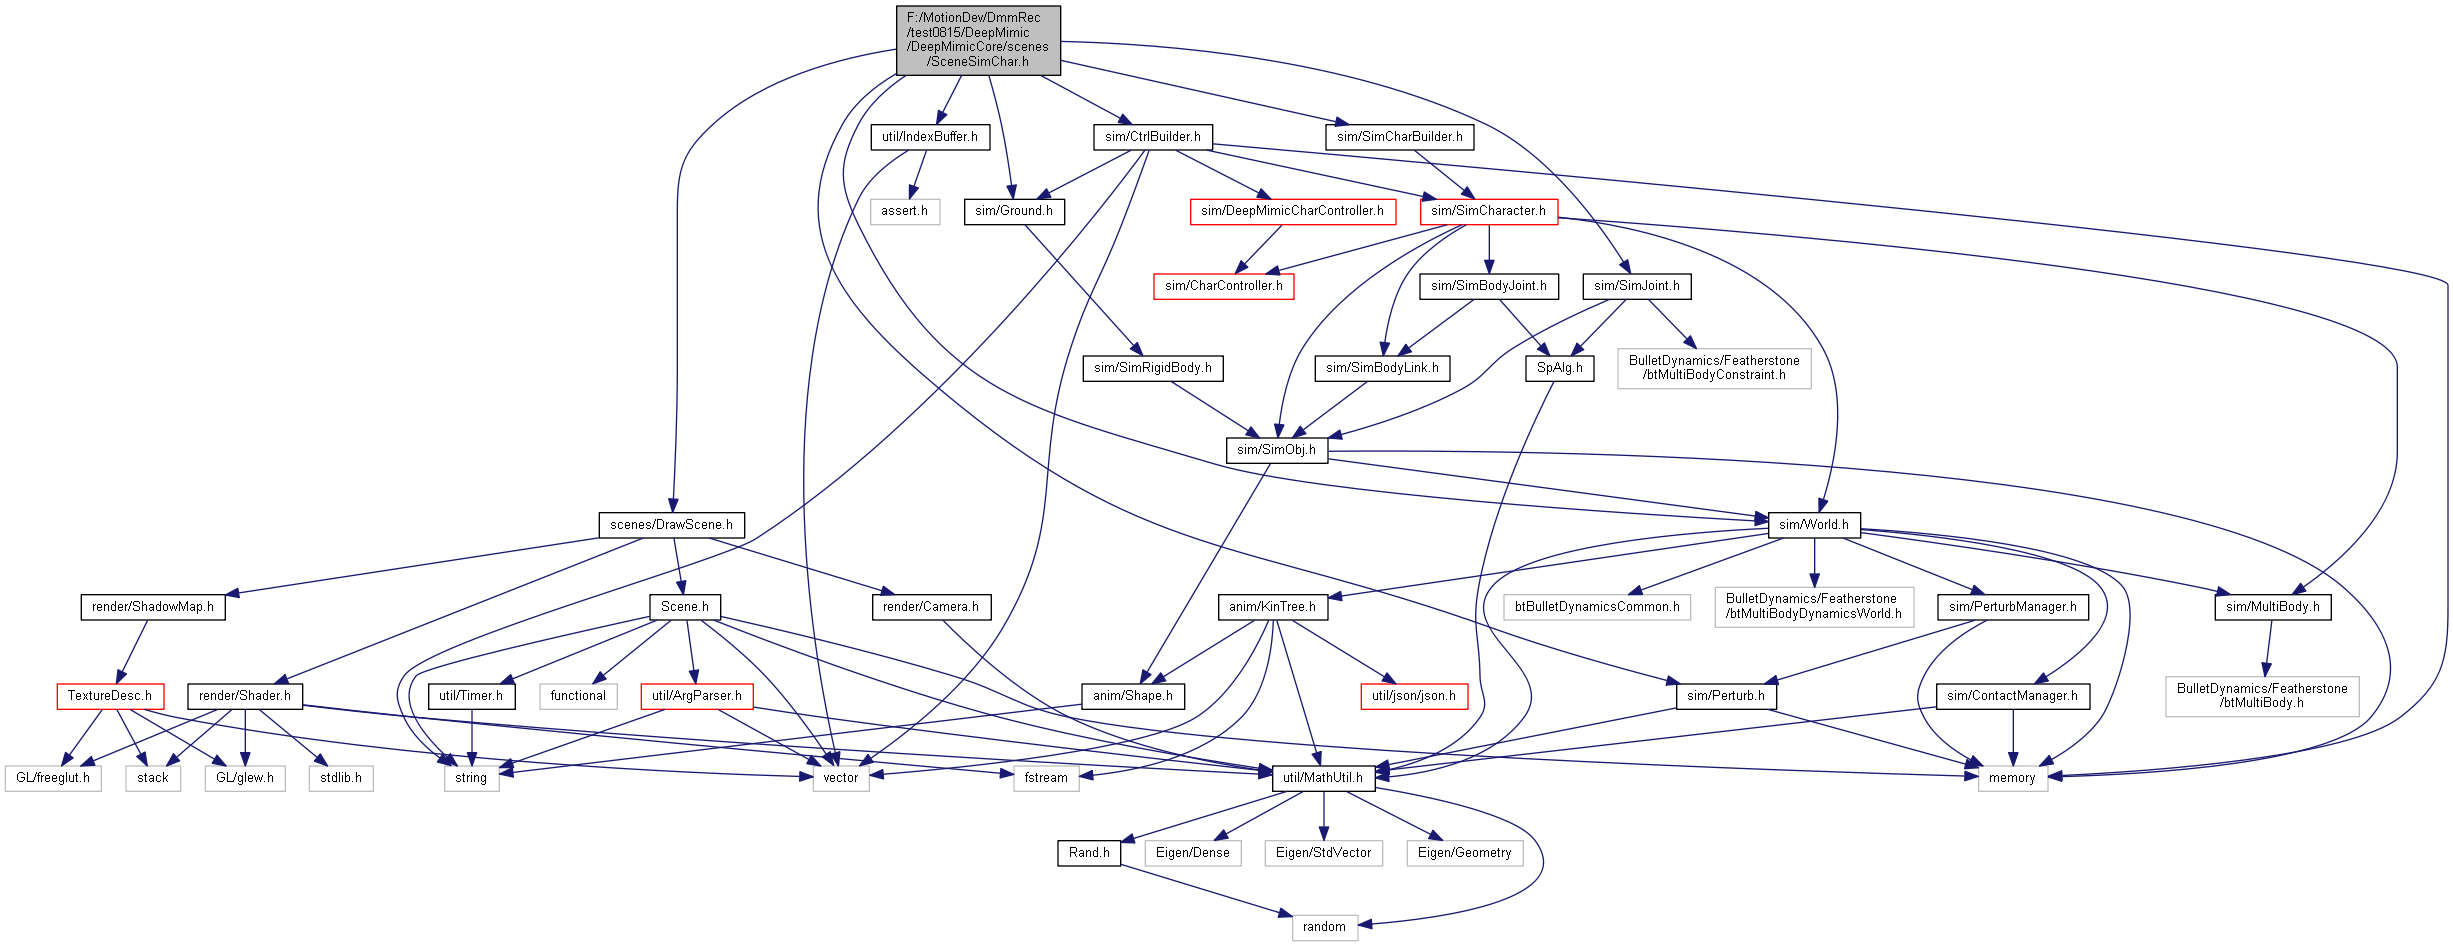 F:/MotionDev/DmmRec
/test0815/DeepMimic
/DeepMimicCore/scenes
/SceneSimChar.h
util/IndexBuffer.h
sim/CtrlBuilder.h
sim/SimCharBuilder.h
assert.h
sim/Ground.h
sim/DeepMimicCharController.h
sim/SimCharacter.h
sim/CharController.h
sim/SimBodyJoint.h
sim/SimJoint.h
sim/SimRigidBody.h
sim/SimBodyLink.h
SpAlg.h
BulletDynamics/Featherstone
/btMultiBodyConstraint.h
sim/SimObj.h
scenes/DrawScene.h
sim/World.h
render/ShadowMap.h
Scene.h
render/Camera.h
anim/KinTree.h
btBulletDynamicsCommon.h
BulletDynamics/Featherstone
/btMultiBodyDynamicsWorld.h
sim/PerturbManager.h
sim/MultiBody.h
TextureDesc.h
render/Shader.h
util/Timer.h
functional
util/ArgParser.h
anim/Shape.h
util/json/json.h
sim/Perturb.h
sim/ContactManager.h
BulletDynamics/Featherstone
/btMultiBody.h
GL/freeglut.h
stack
GL/glew.h
stdlib.h
string
vector
fstream
util/MathUtil.h
memory
Rand.h
Eigen/Dense
Eigen/StdVector
Eigen/Geometry
random